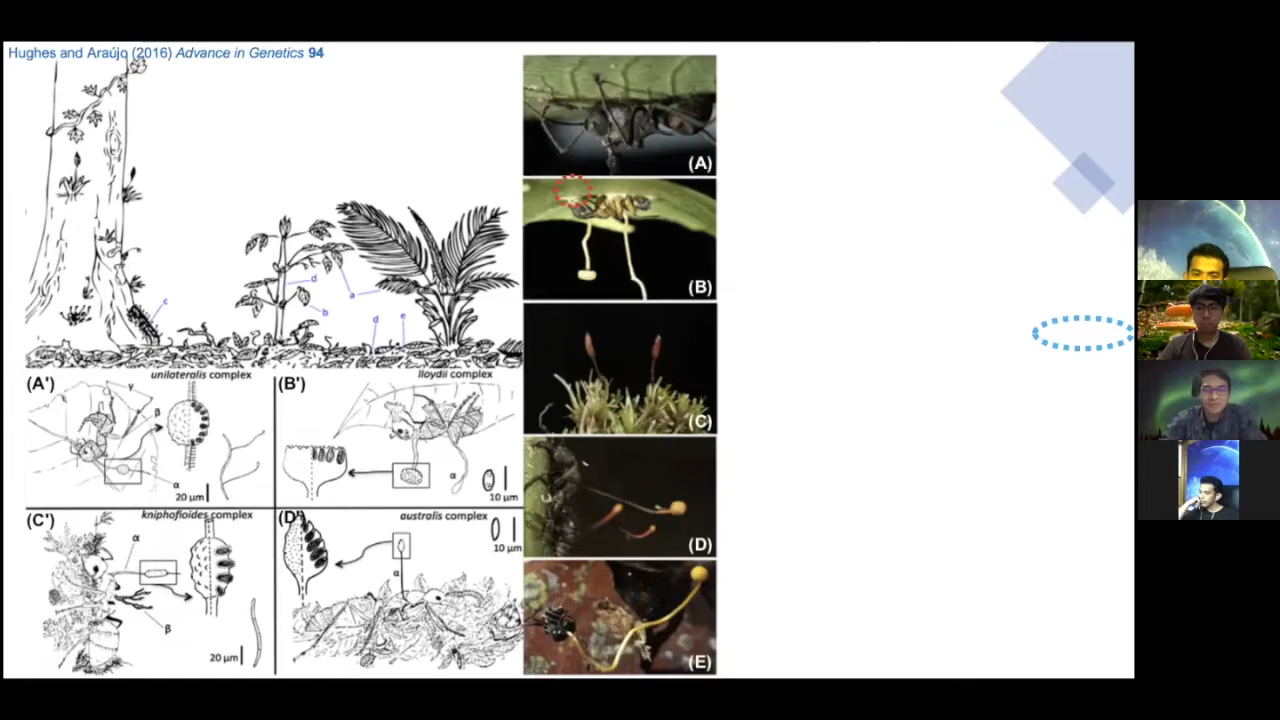 Hughes and Araújo (2016) Advance in Genetics 94
c
d
a
b
d
e
(A)
(B)
(C)
(D)
(E)
(A')
unilateralis complex
γ
β
α
20 μm
(B')
lloydii complex
α
10 μm
(C')
kniphofioides complex
α
β
20 μm
(D')
australis complex
α
10 μm